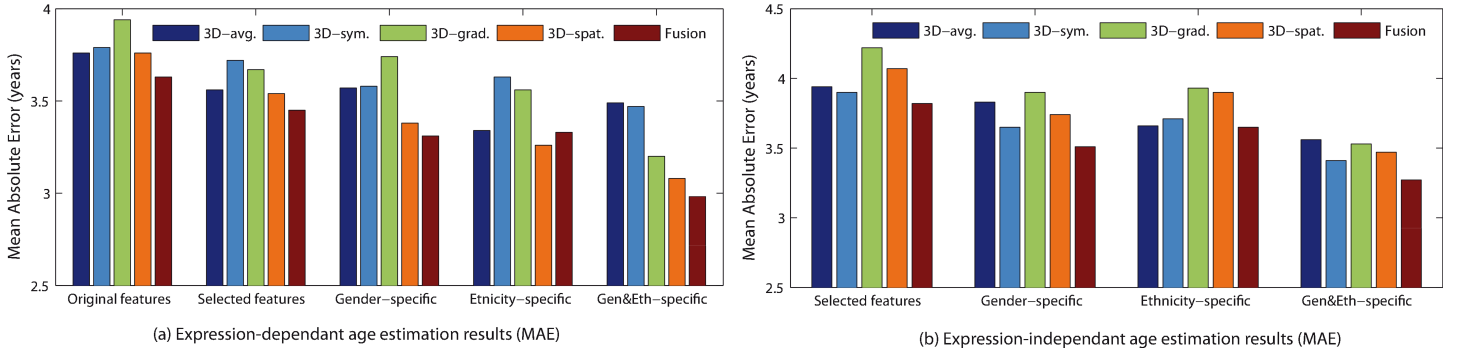 4
3.5
3
2.5
Mean Absolute Error (years)
3D−avg. 3D−sym. 3D−grad. 3D−spat. Fusion
Original features Selected features Gender−specific Etnicity−specific Gen&Eth−specific
(a) Expression-dependant age estimation results (MAE)
4.5
4
3.5
3
2.5
Mean Absolute Error (years)
3D−avg. 3D−sym. 3D−grad. 3D−spat. Fusion
Selected features Gender−specific Ethnicity−specific Gen&Eth−specific
(b) Expression-independent age estimation results (MAE)